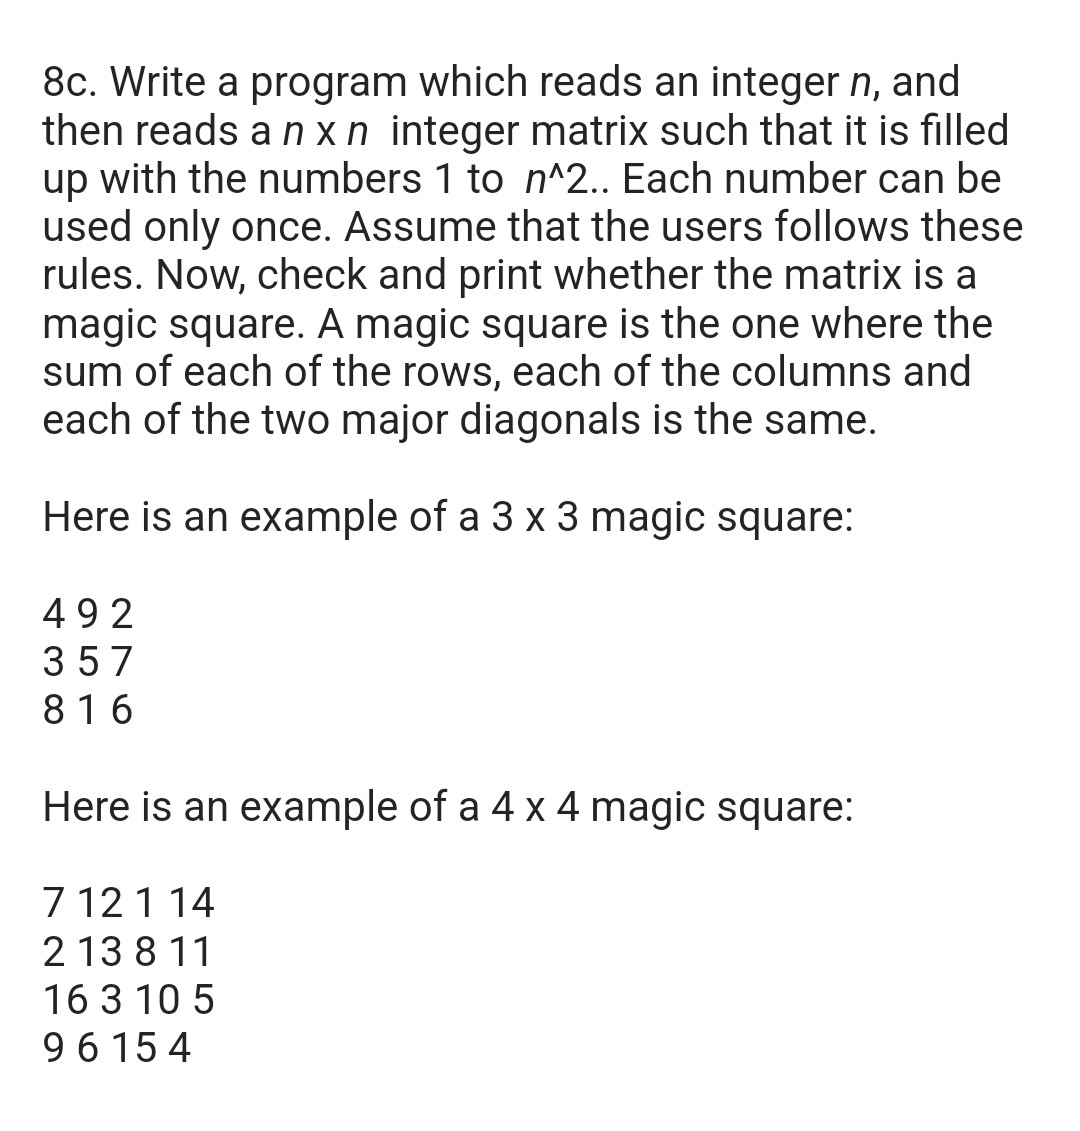 8c. Write a program which reads an integer n, and
then reads a n x n  integer matrix such that it is filled
up with the numbers 1 to  n^2.. Each number can be
used only once. Assume that the users follows these
rules. Now, check and print whether the matrix is a
magic square. A magic square is the one where the
sum of each of the rows, each of the columns and
each of the two major diagonals is the same.
Here is an example of a 3 x 3 magic square:
4 9 2
3 5 7
8 1 6
Here is an example of a 4 x 4 magic square:
7 12 1 14
2 13 8 11
16 3 10 5
9 6 15 4